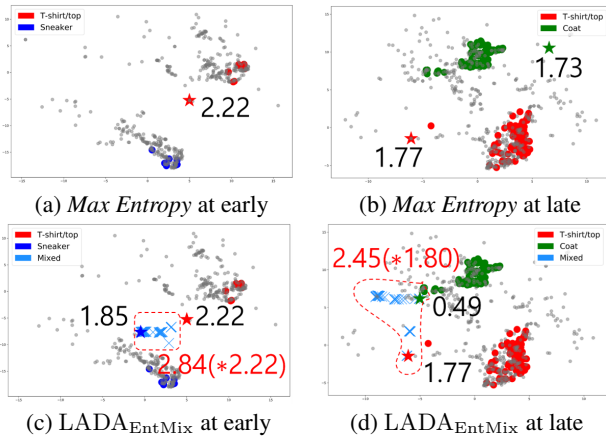 T-shirt/top
Sneaker
2.22
(a) Max Entropy at early
T-shirt/top
Coat
1.73
1.77
(b) Max Entropy at late
T-shirt/top
Sneaker
Mixed
1.85
2.22
2.84(*2.22)
(c) LADA_EntMix at early
T-shirt/top
Coat
Mixed
2.45(*1.80)
0.49
1.77
(d) LADA_EntMix at late